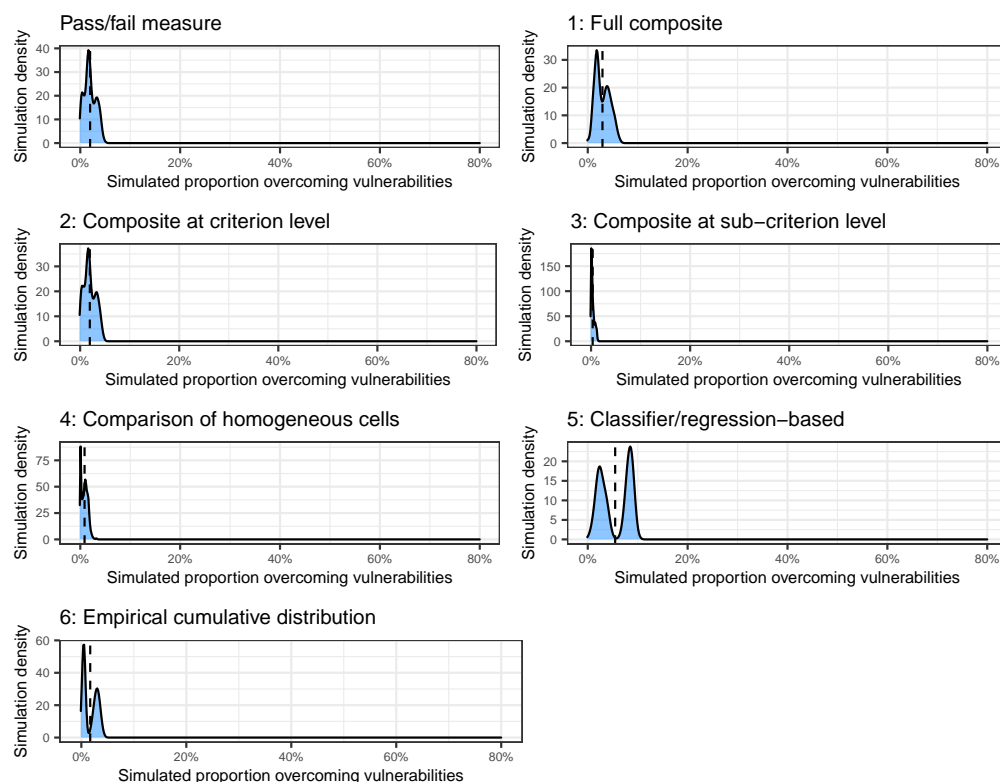 Pass/fail measure
Simulation density
40
30
20
10
0
0% 20% 40% 60% 80%
Simulated proportion overcoming vulnerabilities
1: Full composite
Simulation density
30
20
10
0
0% 20% 40% 60% 80%
Simulated proportion overcoming vulnerabilities
2: Composite at criterion level
Simulation density
30
20
10
0
0% 20% 40% 60% 80%
Simulated proportion overcoming vulnerabilities
3: Composite at sub−criterion level
Simulation density
150
100
50
0
0% 20% 40% 60% 80%
Simulated proportion overcoming vulnerabilities
4: Comparison of homogeneous cells
Simulation density
75
50
25
0
0% 20% 40% 60% 80%
Simulated proportion overcoming vulnerabilities
5: Classifier/regression−based
Simulation density
20
15
10
5
0
0% 20% 40% 60% 80%
Simulated proportion overcoming vulnerabilities
6: Empirical cumulative distribution
Simulation density
60
40
20
0
0% 20% 40% 60% 80%
Simulated proportion overcoming vulnerabilities